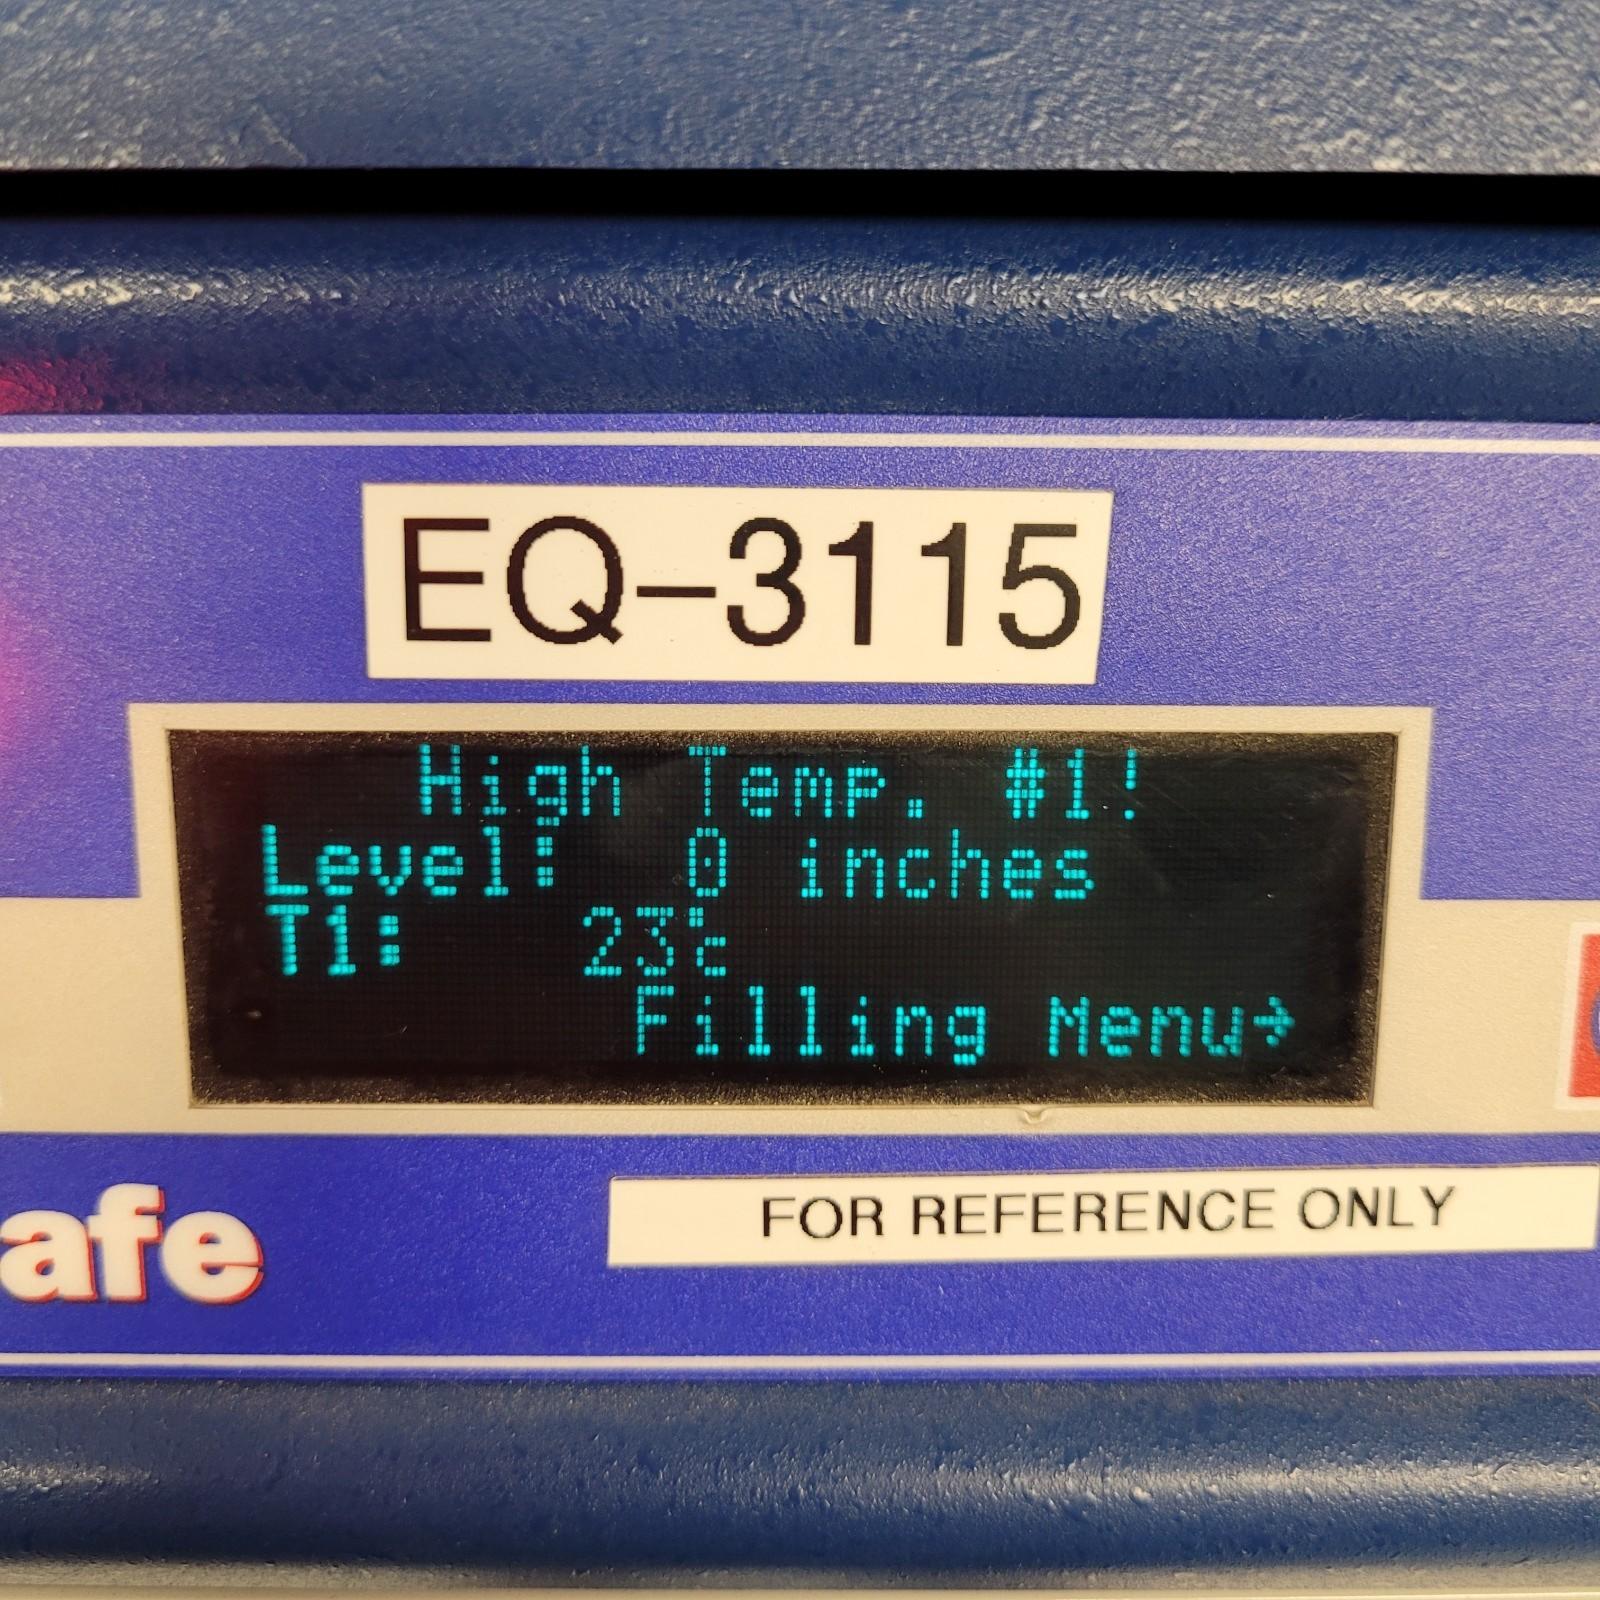 EQ-3115
High Temp. #1!
Level: 0 inches
T1: 23°C
Filling Menu→
afe
FOR REFERENCE ONLY